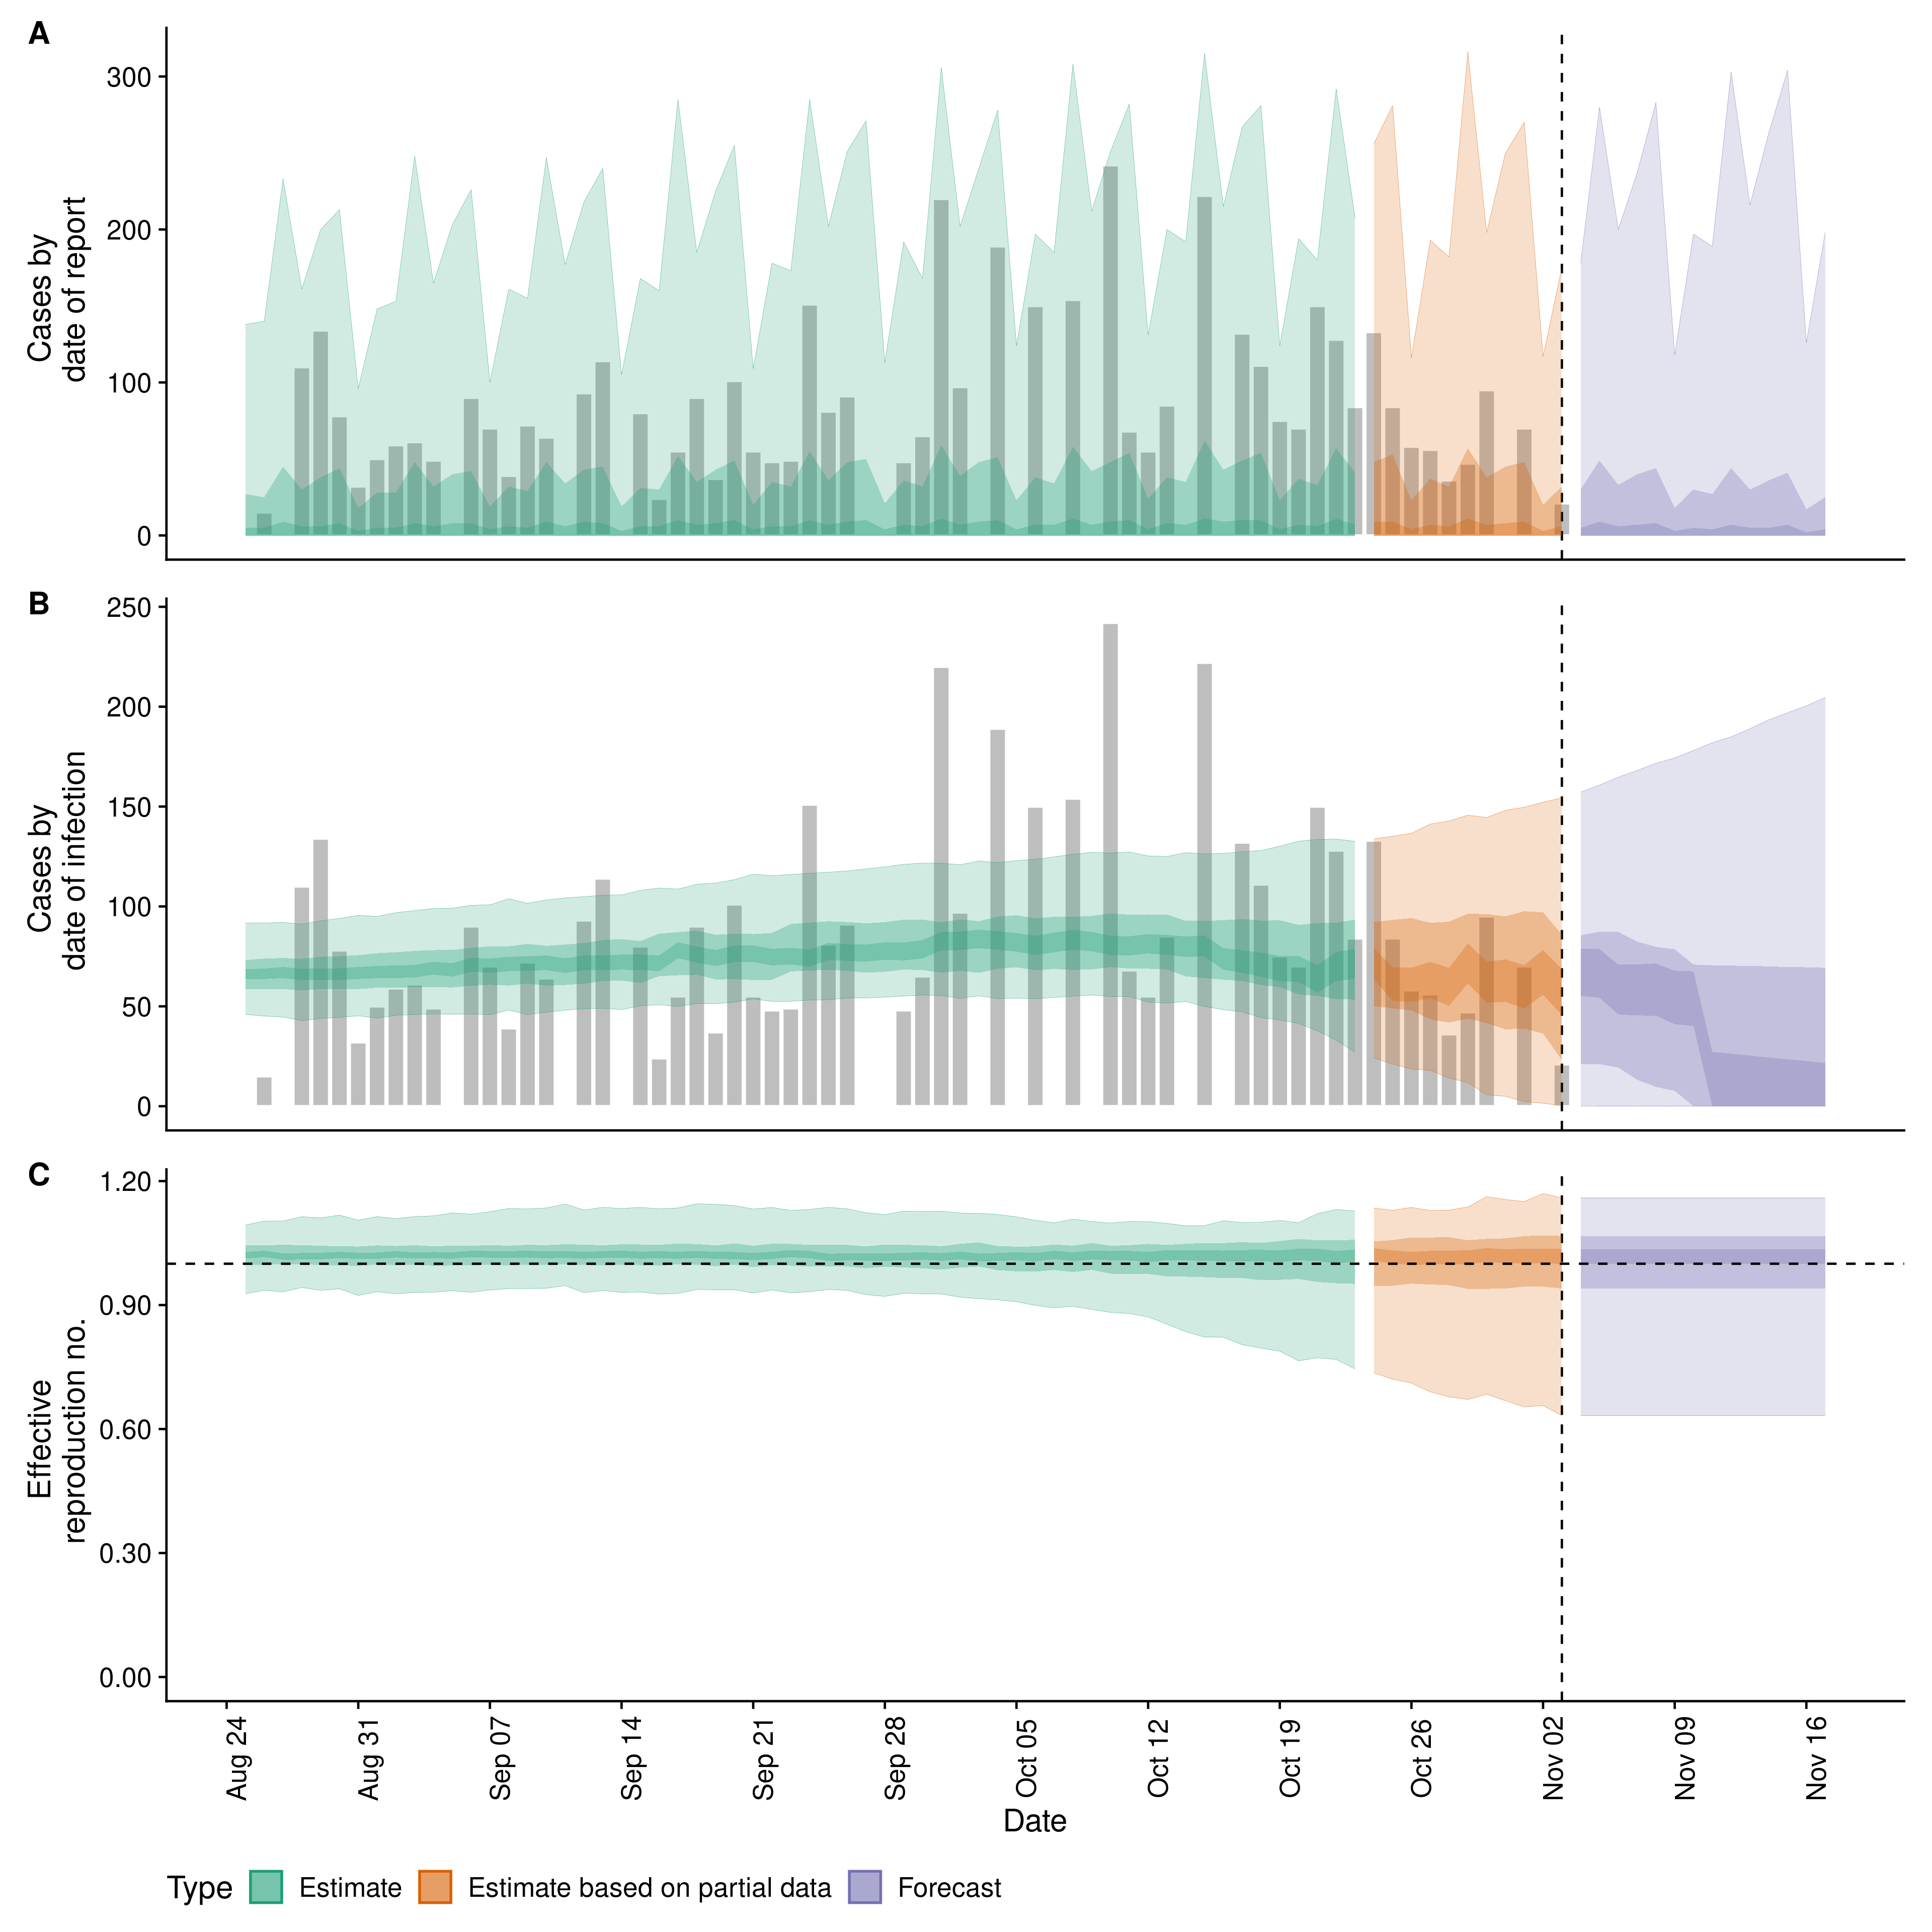 A
300
200
100
0
Cases by
date of report
B
250
200
150
100
50
0
Cases by
date of infection
C
1.20
0.90
0.60
0.30
0.00
Effective
reproduction no.
Aug 24
Aug 31
Sep 07
Sep 14
Sep 21
Sep 28
Oct 05
Oct 12
Oct 19
Oct 26
Nov 02
Nov 09
Nov 16
Date
Type Estimate Estimate based on partial data Forecast